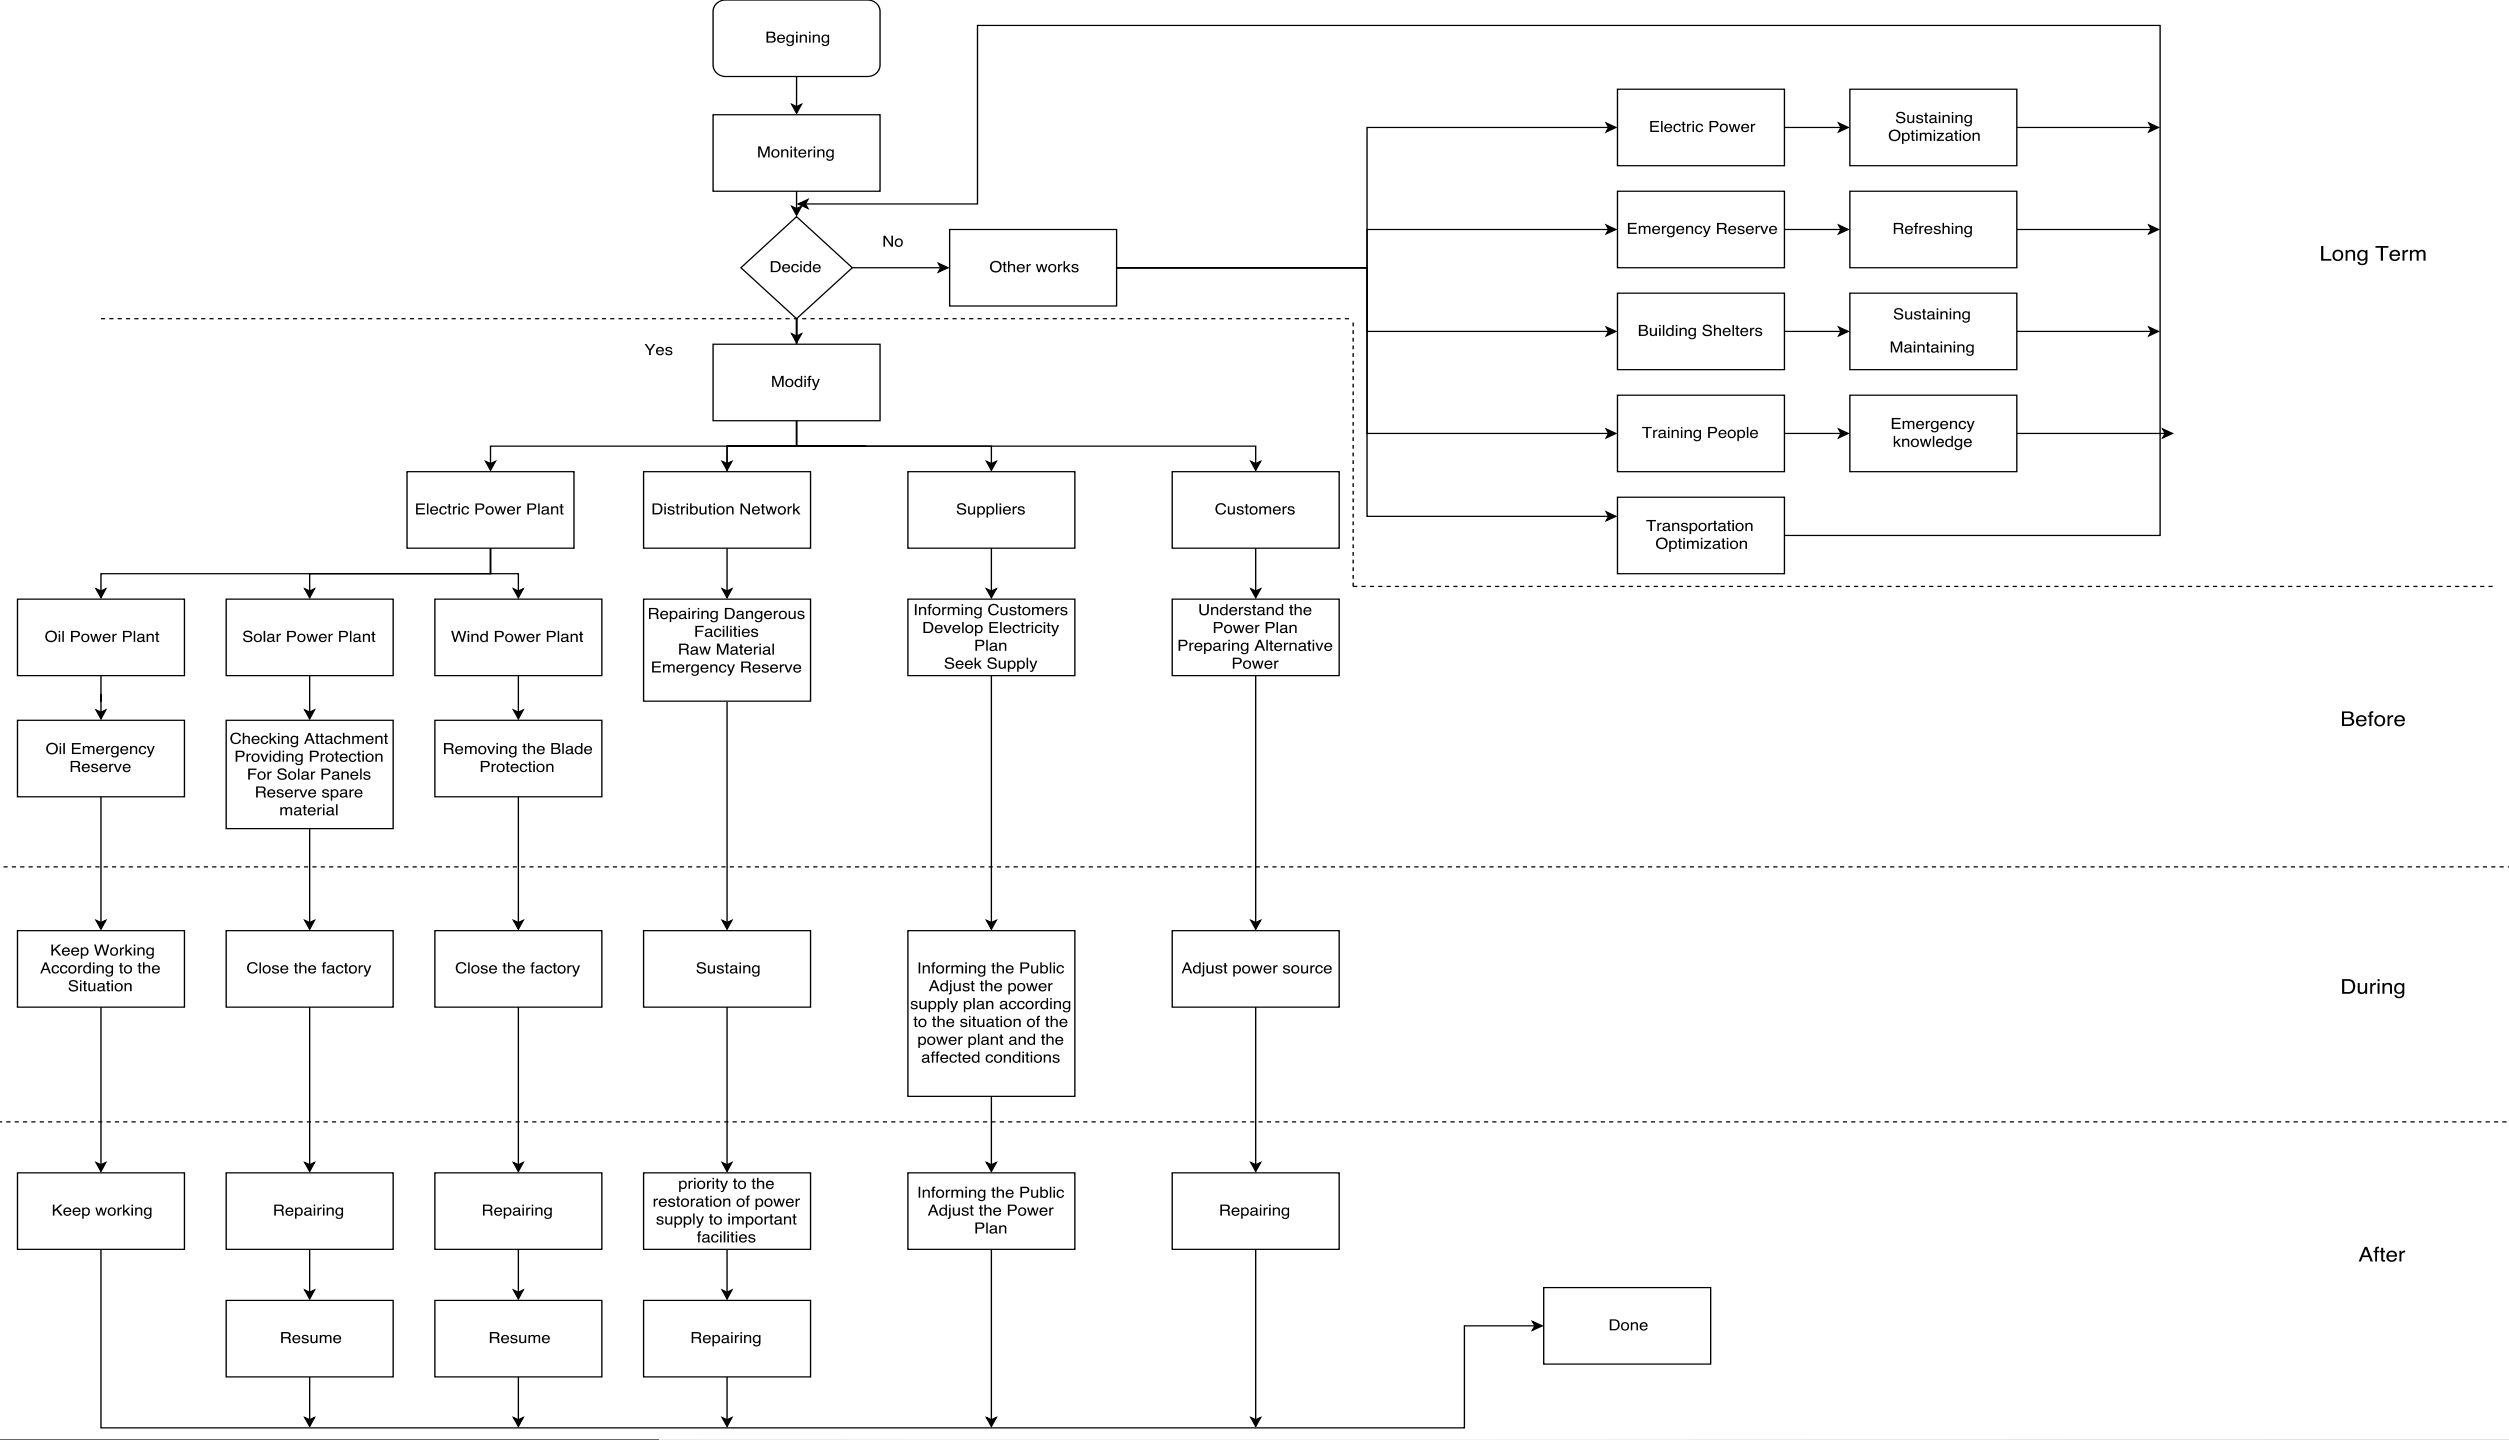 Begining
Monitering
Decide
No
Other works
Electric Power
Sustaining
Optimization
Emergency Reserve
Refreshing
Building Shelters
Sustaining
Maintaining
Training People
Emergency
knowledge
Transportation
Optimization
Long Term
Yes
Modify
Electric Power Plant
Distribution Network
Suppliers
Customers
Oil Power Plant
Solar Power Plant
Wind Power Plant
Repairing Dangerous
Facilities
Raw Material
Emergency Reserve
Informing Customers
Develop Electricity
Plan
Seek Supply
Understand the
Power Plan
Preparing Alternative
Power
Oil Emergency
Reserve
Checking Attachment
Providing Protection
For Solar Panels
Reserve spare
material
Removing the Blade
Protection
Before
Keep Working
According to the
Situation
Close the factory
Close the factory
Sustaing
Informing the Public
Adjust the power
supply plan according
to the situation of the
power plant and the
affected conditions
Adjust power source
During
Keep working
Repairing
Repairing
priority to the
restoration of power
supply to important
facilities
Informing the Public
Adjust the Power
Plan
Repairing
After
Resume
Resume
Repairing
Done